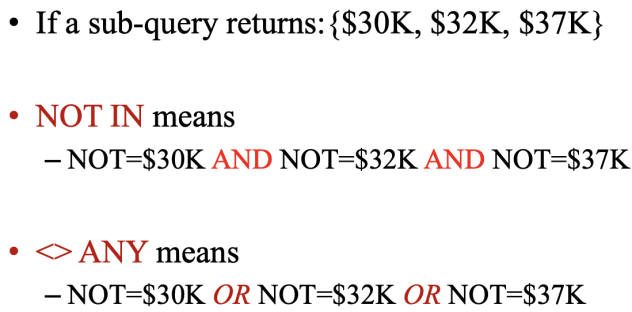 • If a sub-query returns:{$30K, $32K, $37K}
• NOT IN means
– NOT=$30K AND NOT=$32K AND NOT=$37K
• <> ANY means
– NOT=$30K OR NOT=$32K OR NOT=$37K